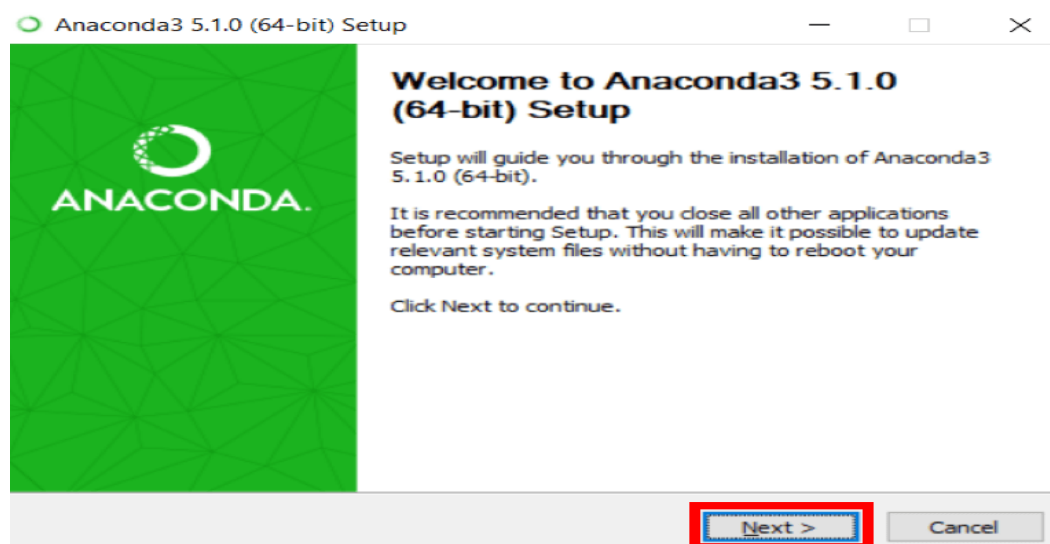 Anaconda3 5.1.0 (64-bit) Setup
Welcome to Anaconda3 5.1.0
(64-bit) Setup
Setup will guide you through the installation of Anaconda3
5.1.0 (64-bit).
It is recommended that you close all other applications
before starting Setup. This will make it possible to update
relevant system files without having to reboot your
computer.
Click Next to continue.
ANACONDA.
Next >
Cancel